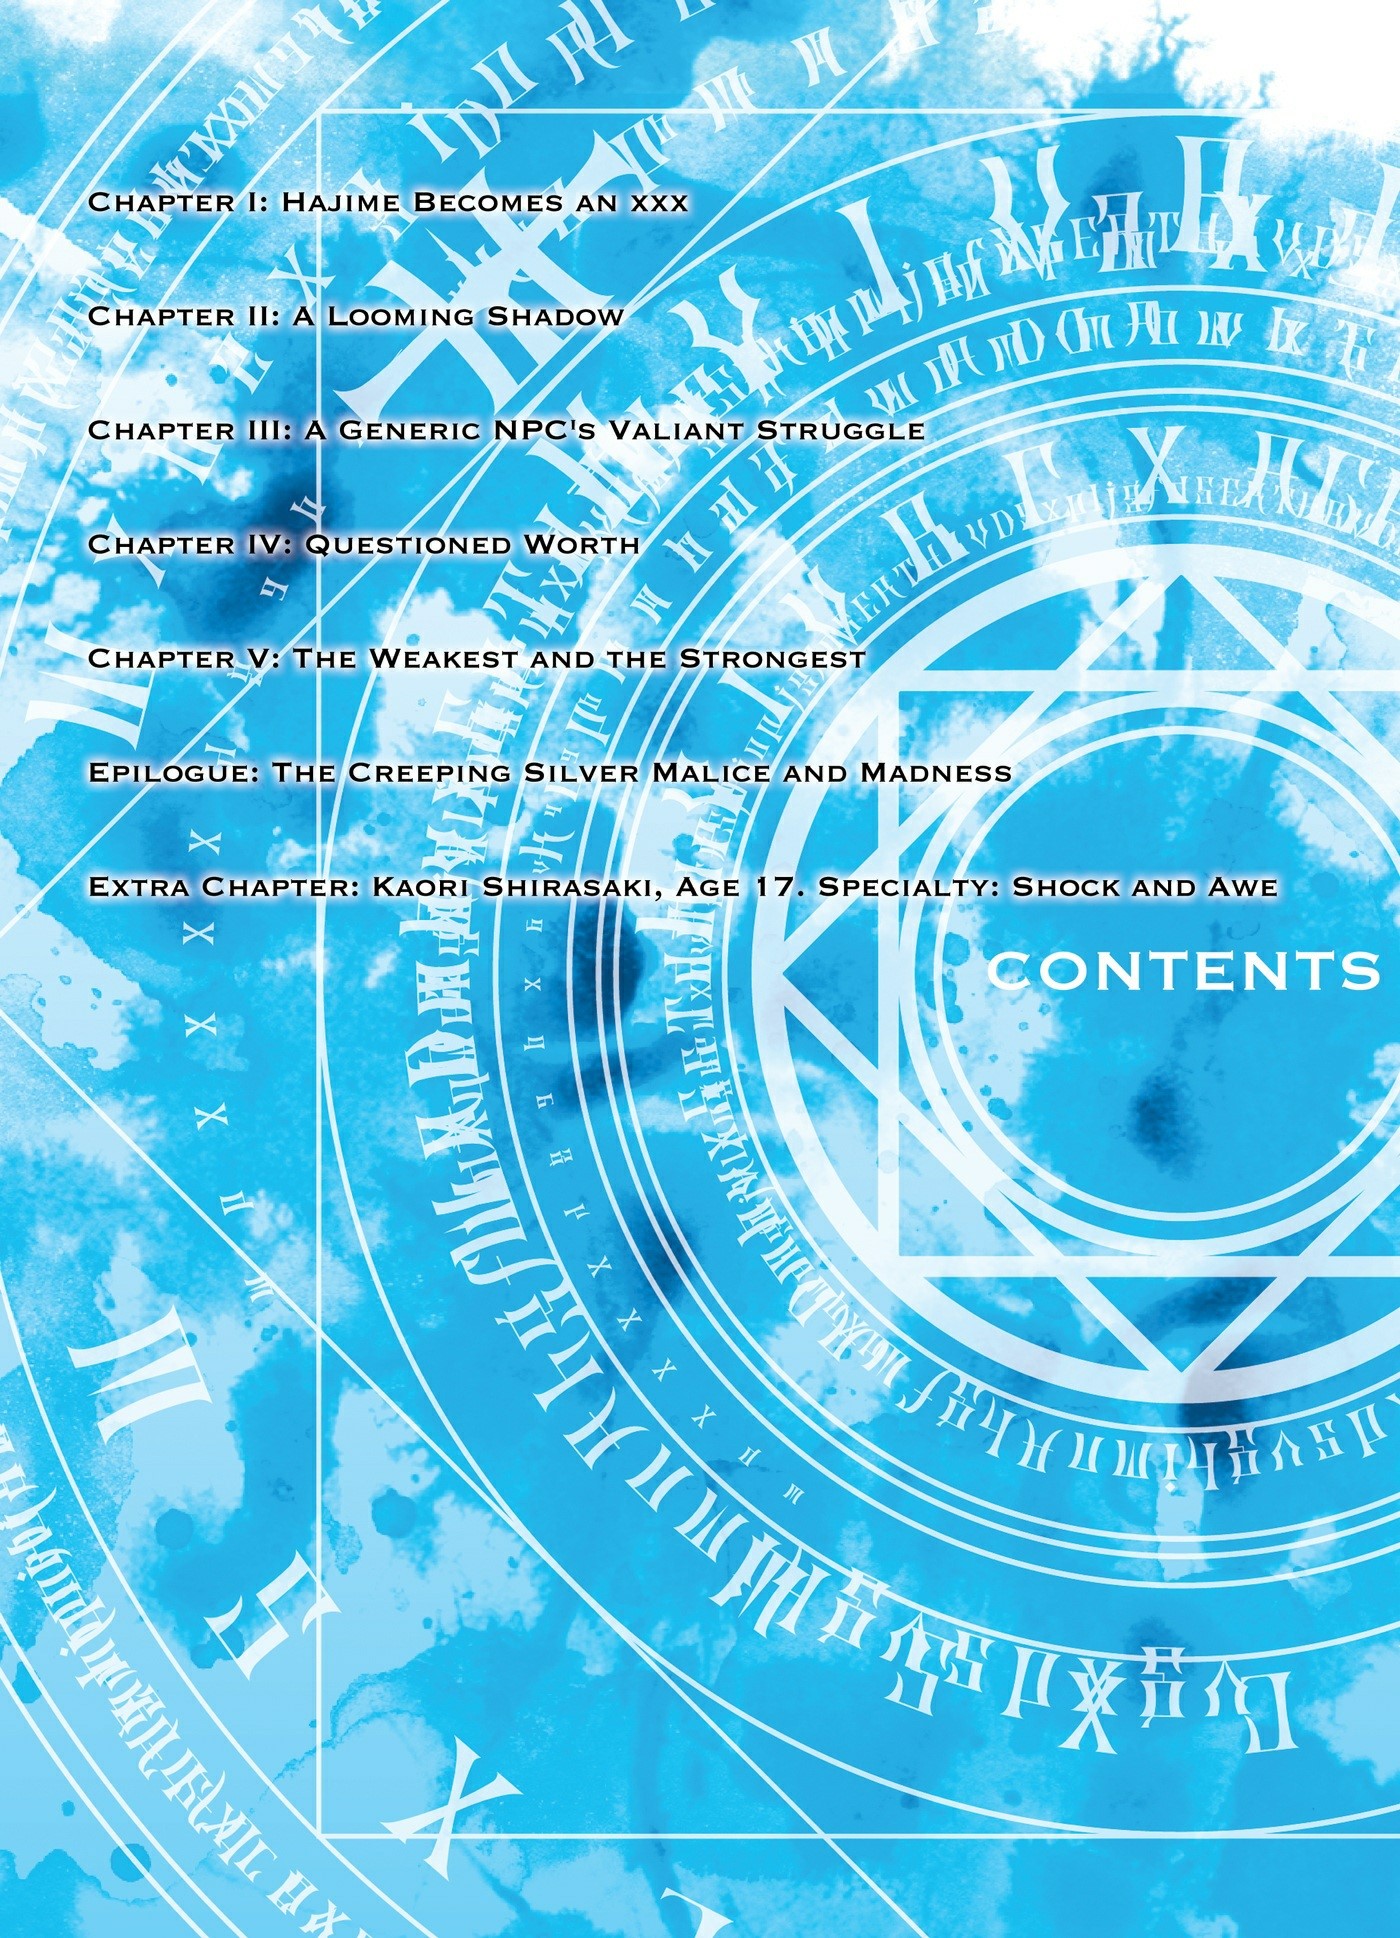 Chapter I: Hajime Becomes an xxx
Chapter II: A Looming Shadow
Chapter III: A Generic NPC's Valiant Struggle
Chapter IV: Questioned Worth
Chapter V: The Weakest and the Strongest
Epilogue: The Creeping Silver Malice and Madness
Extra Chapter: Kaori Shirasaki, Age 17. Specialty: Shock and Awe
CONTENTS